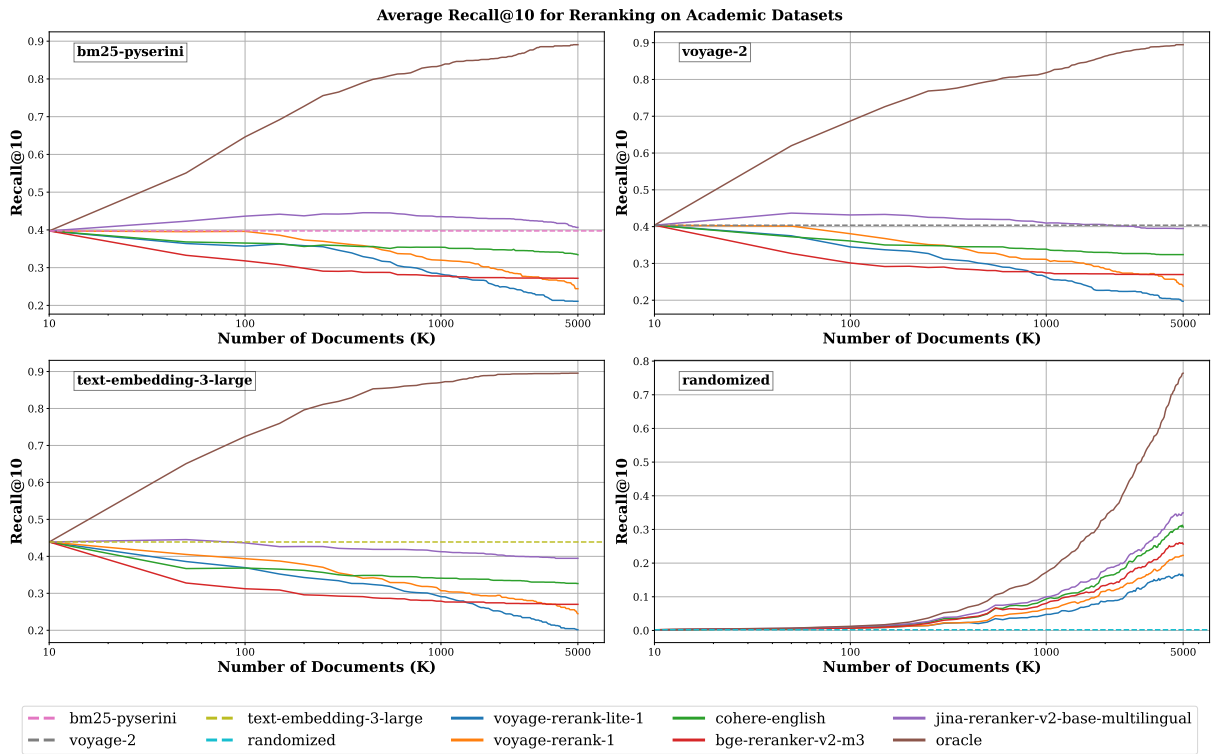 Average Recall@10 for Reranking on Academic Datasets
bm25-pyserini
Recall@10
0.9
0.8
0.7
0.6
0.5
0.4
0.3
0.2
10
100
1000
5000
Number of Documents (K)
voyage-2
Recall@10
0.9
0.8
0.7
0.6
0.5
0.4
0.3
0.2
10
100
1000
5000
Number of Documents (K)
text-embedding-3-large
Recall@10
0.9
0.8
0.7
0.6
0.5
0.4
0.3
0.2
10
100
1000
5000
Number of Documents (K)
randomized
Recall@10
0.8
0.7
0.6
0.5
0.4
0.3
0.2
0.1
0.0
10
100
1000
5000
Number of Documents (K)
bm25-pyserini
voyage-2
text-embedding-3-large
randomized
voyage-rerank-lite-1
voyage-rerank-1
cohere-english
bge-reranker-v2-m3
jina-reranker-v2-base-multilingual
oracle